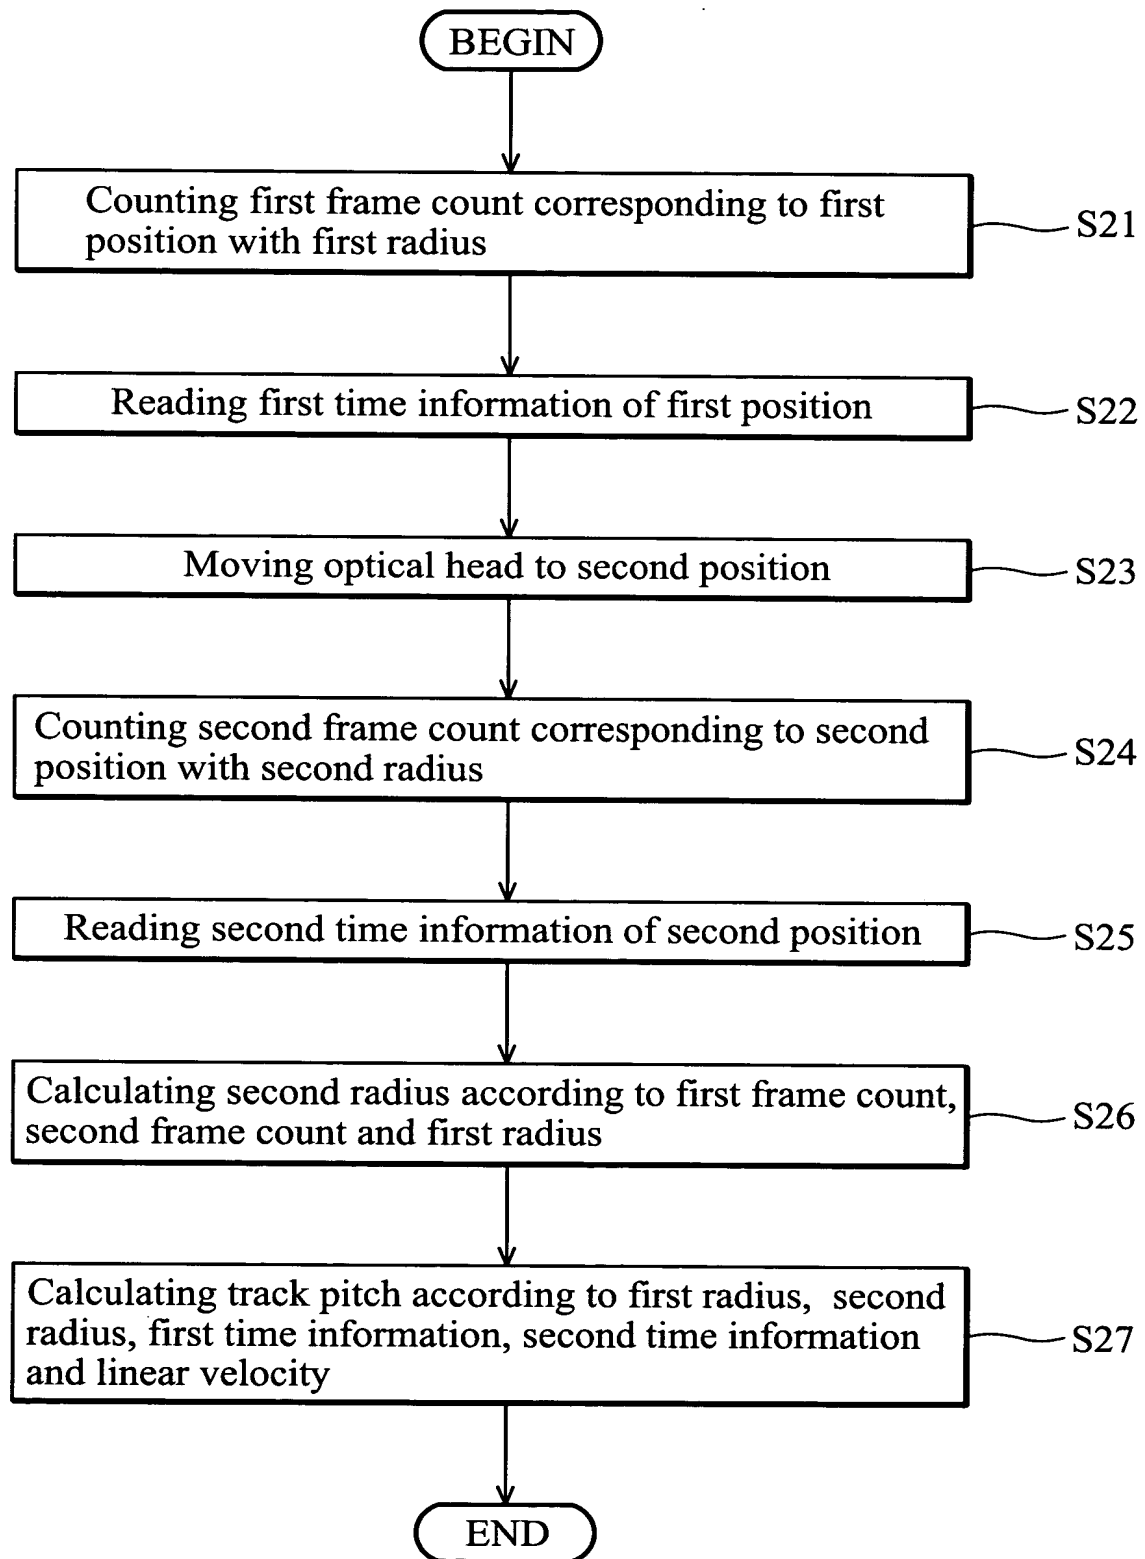 BEGIN
Counting first frame count corresponding to first
position with first radius
S21
Reading first time information of first position
S22
Moving optical head to second position
S23
Counting second frame count corresponding to second
position with second radius
S24
Reading second time information of second position
S25
Calculating second radius according to first frame count,
second frame count and first radius
S26
Calculating track pitch according to first radius, second
radius, first time information, second time information
and linear velocity
S27
END